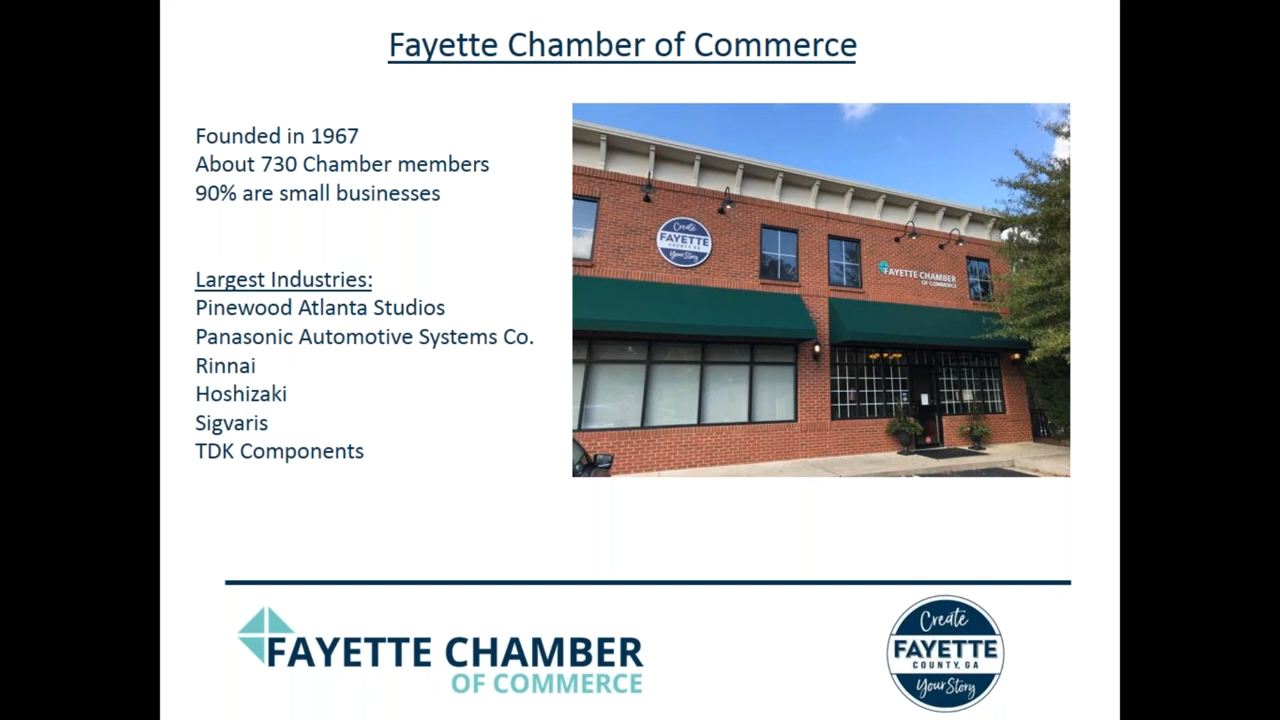 Fayette Chamber of Commerce
Founded in 1967
About 730 Chamber members
90% are small businesses
Largest Industries:
Pinewood Atlanta Studios
Panasonic Automotive Systems Co.
Rinnai
Hoshizaki
Sigvaris
TDK Components
Create
FAYETTE
COUNTY, GA
Your Story
FAYETTE CHAMBER
OF COMMERCE
FAYETTE CHAMBER
OF COMMERCE
Create
FAYETTE
COUNTY, GA
Your Story